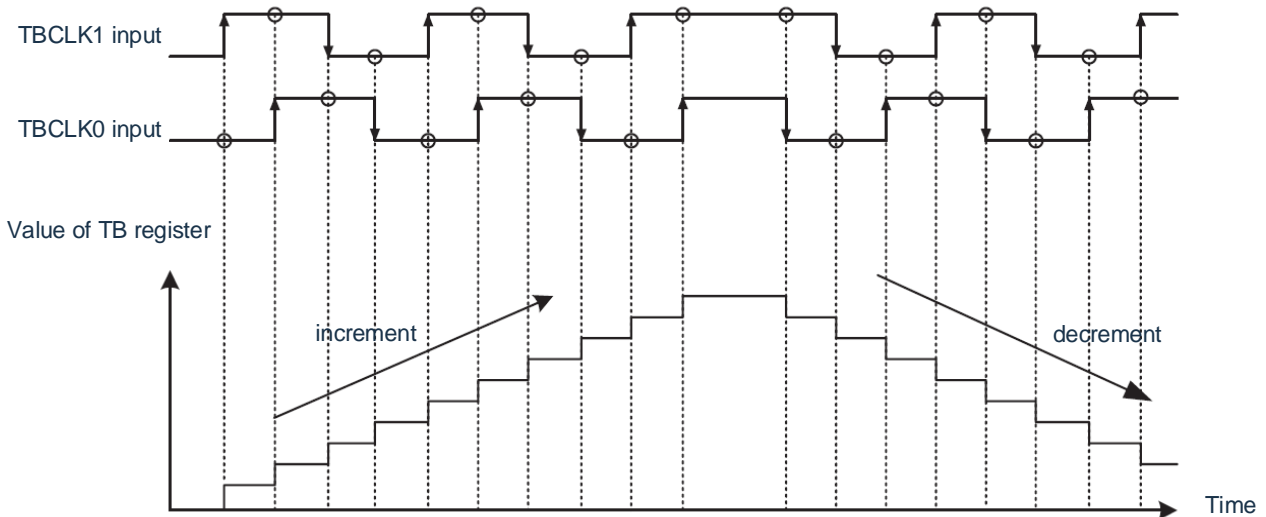 TBCLK1 input
TBCLK0 input
Value of TB register
increment
decrement
Time